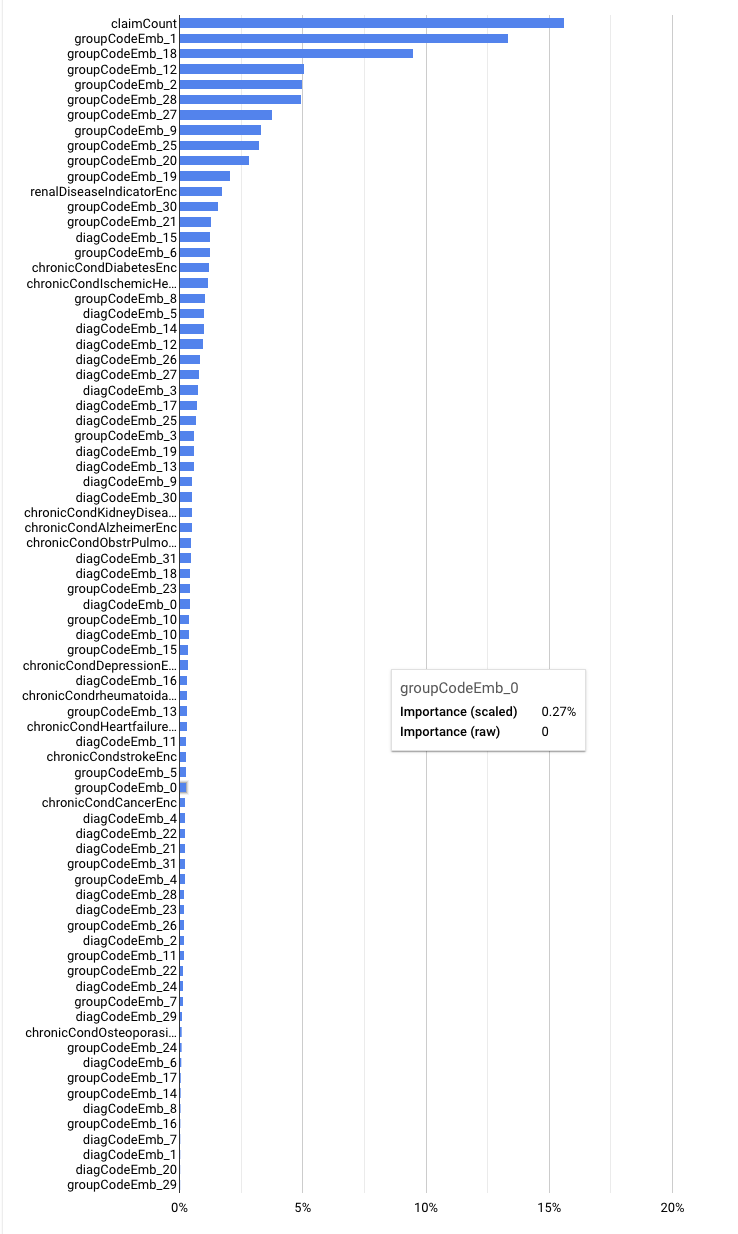 claimCount
groupCodeEmb_1
groupCodeEmb_18
groupCodeEmb_12
groupCodeEmb_2
groupCodeEmb_28
groupCodeEmb_27
groupCodeEmb_9
groupCodeEmb_25
groupCodeEmb_20
groupCodeEmb_19
renalDiseaseIndicatorEnc
groupCodeEmb_30
groupCodeEmb_21
diagCodeEmb_15
groupCodeEmb_6
chronicCondDiabetesEnc
chronicCondIschemicHe...
groupCodeEmb_8
diagCodeEmb_5
diagCodeEmb_14
diagCodeEmb_12
diagCodeEmb_26
diagCodeEmb_27
diagCodeEmb_3
diagCodeEmb_17
diagCodeEmb_25
groupCodeEmb_3
diagCodeEmb_19
diagCodeEmb_13
diagCodeEmb_9
diagCodeEmb_30
chronicCondKidneyDisea...
chronicCondAlzheimerEnc
chronicCondObstrPulmo...
diagCodeEmb_31
diagCodeEmb_18
groupCodeEmb_23
diagCodeEmb_0
groupCodeEmb_10
diagCodeEmb_10
groupCodeEmb_15
chronicCondDepressionE...
diagCodeEmb_16
chronicCondrheumatoida...
groupCodeEmb_13
chronicCondHeartfailure...
diagCodeEmb_11
chronicCondstrokeEnc
groupCodeEmb_5
groupCodeEmb_0
chronicCondCancerEnc
diagCodeEmb_4
diagCodeEmb_22
diagCodeEmb_21
groupCodeEmb_31
groupCodeEmb_4
diagCodeEmb_28
diagCodeEmb_23
groupCodeEmb_26
diagCodeEmb_2
groupCodeEmb_11
groupCodeEmb_22
diagCodeEmb_24
groupCodeEmb_7
diagCodeEmb_29
chronicCondOsteoporasi...
groupCodeEmb_24
diagCodeEmb_6
groupCodeEmb_17
groupCodeEmb_14
diagCodeEmb_8
groupCodeEmb_16
diagCodeEmb_7
diagCodeEmb_1
diagCodeEmb_20
groupCodeEmb_29
0% 5% 10% 15% 20%
groupCodeEmb_0
Importance (scaled) 0.27%
Importance (raw) 0